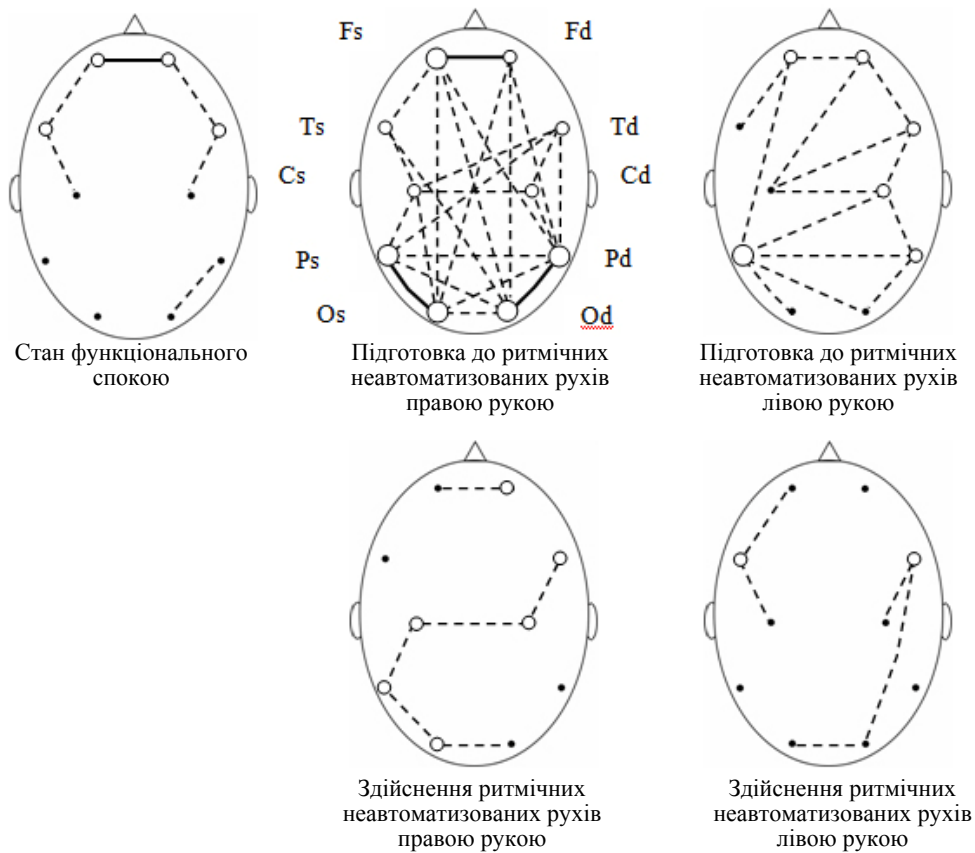 Fs
Fd
Ts
Td
Cs
Cd
Ps
Pd
Os
Od
Стан функціонального
спокою
Підготовка до ритмічних
неавтоматизованих рухів
правою рукою
Підготовка до ритмічних
неавтоматизованих рухів
лівою рукою
Здійснення ритмічних
неавтоматизованих рухів
правою рукою
Здійснення ритмічних
неавтоматизованих рухів
лівою рукою